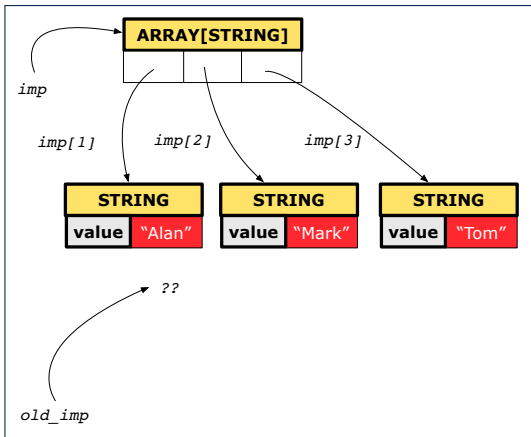 ARRAY[STRING]
imp
imp[1]
imp[2]
imp[3]
STRING
value “Alan”
STRING
value “Mark”
STRING
value “Tom”
??
old_imp